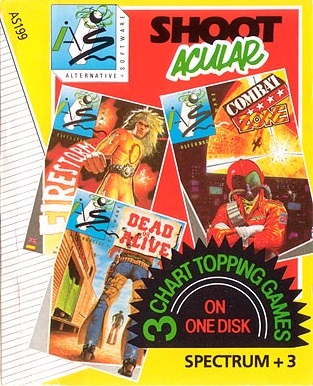 AS199
ALTERNATIVE • SOFTWARE
SHOOT
ACULAR
FIRESTORM
COMBAT
ZONE
DEAD
OR
ALIVE
3 CHART TOPPING GAMES
ON
ONE DISK
SPECTRUM + 3